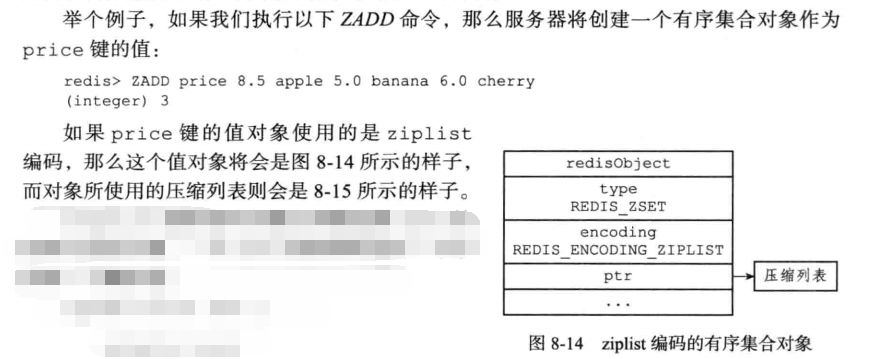 举个例子，如果我们执行以下 ZADD 命令，那么服务器将创建一个有序集合对象作为
price 键的值：
redis> ZADD price 8.5 apple 5.0 banana 6.0 cherry
(integer) 3
如果 price 键的值对象使用的是 ziplist
编码，那么这个值对象将会是图 8-14 所示的样子，
而对象所使用的压缩列表则会是 8-15 所示的样子。
redisObject
type
REDIS_ZSET
encoding
REDIS_ENCODING_ZIPLIST
ptr
压缩列表
...
图 8-14 ziplist 编码的有序集合对象